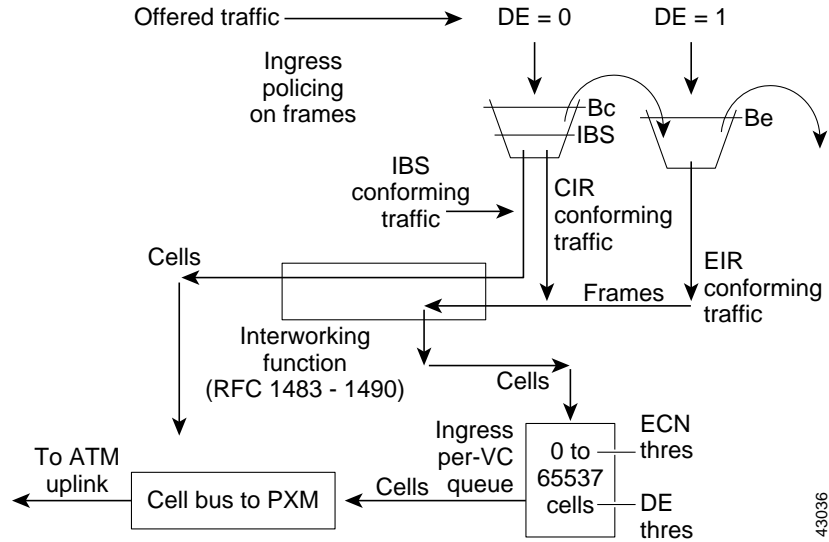 Offered traffic
DE = 0
DE = 1
Ingress
policing
on frames
Bc
IBS
Be
IBS
conforming
traffic
CIR
conforming
traffic
EIR
conforming
traffic
Cells
Frames
Interworking
function
(RFC 1483 - 1490)
Cells
Ingress
per-VC
queue
0 to
65537
cells
ECN
thres
DE
thres
To ATM
uplink
Cell bus to PXM
Cells
43036